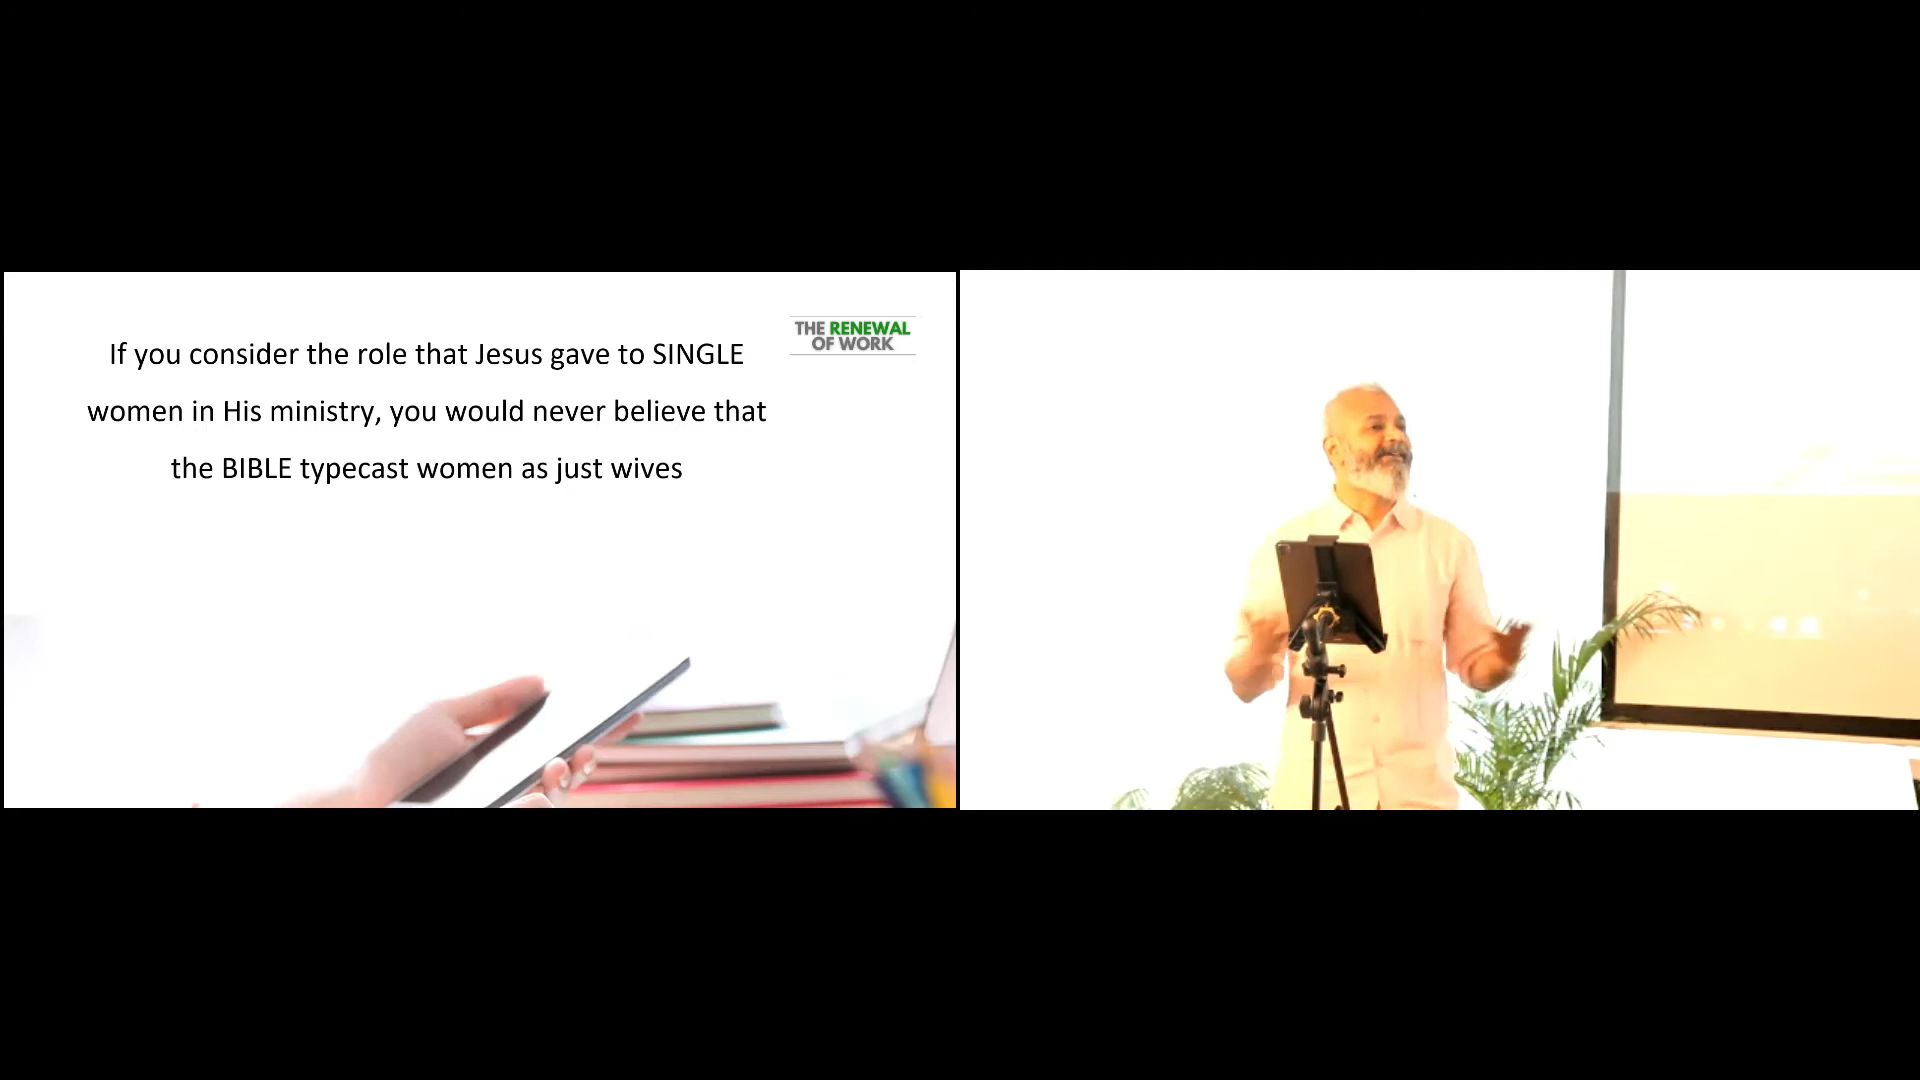 If you consider the role that Jesus gave to SINGLE
women in His ministry, you would never believe that
the BIBLE typecast women as just wives
THE RENEWAL
OF WORK